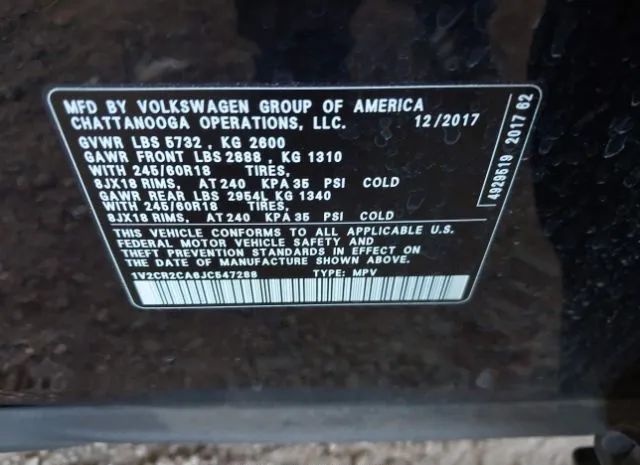 MFD BY VOLKSWAGEN GROUP OF AMERICA
CHATTANOOGA OPERATIONS, LLC. 12/2017
GVWR LBS 5732 , KG 2600
GAWR FRONT LBS 2888 , KG 1310
WITH 245/60R18 TIRES,
8JX18 RIMS, AT 240 KPA 35 PSI COLD
GAWR REAR LBS 2954L KG 1340
WITH 245/60R18 TIRES,
8JX18 RIMS, AT 240 KPA 35 PSI COLD
THIS VEHICLE CONFORMS TO ALL APPLICABLE U.S.
FEDERAL MOTOR VEHICLE SAFETY AND
THEFT PREVENTION STANDARDS IN EFFECT ON
THE DATE OF MANUFACTURE SHOWN ABOVE.
1V2CR2CA6JC547288 TYPE: MPV
4929519 2017 62